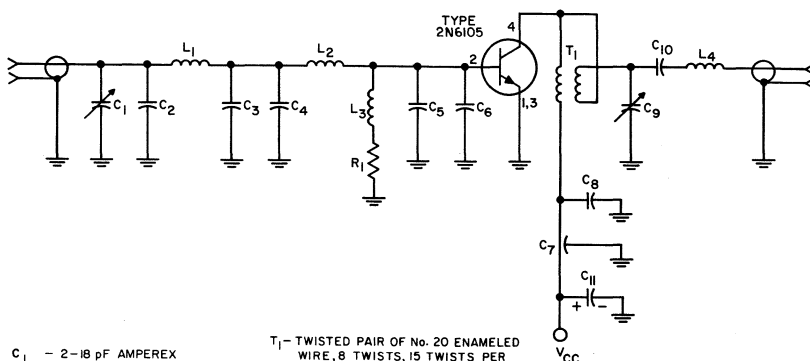 TYPE
2N6105
4
2
1,3
L1
L2
L3
R1
C1
C2
C3
C4
C5
C6
T1
C10
L4
C9
C8
C7
C11
+ −
VCC
C1 - 2-18 pF AMPEREX
T1- TWISTED PAIR OF No. 20 ENAMELED
WIRE, 8 TWISTS, 15 TWISTS PER